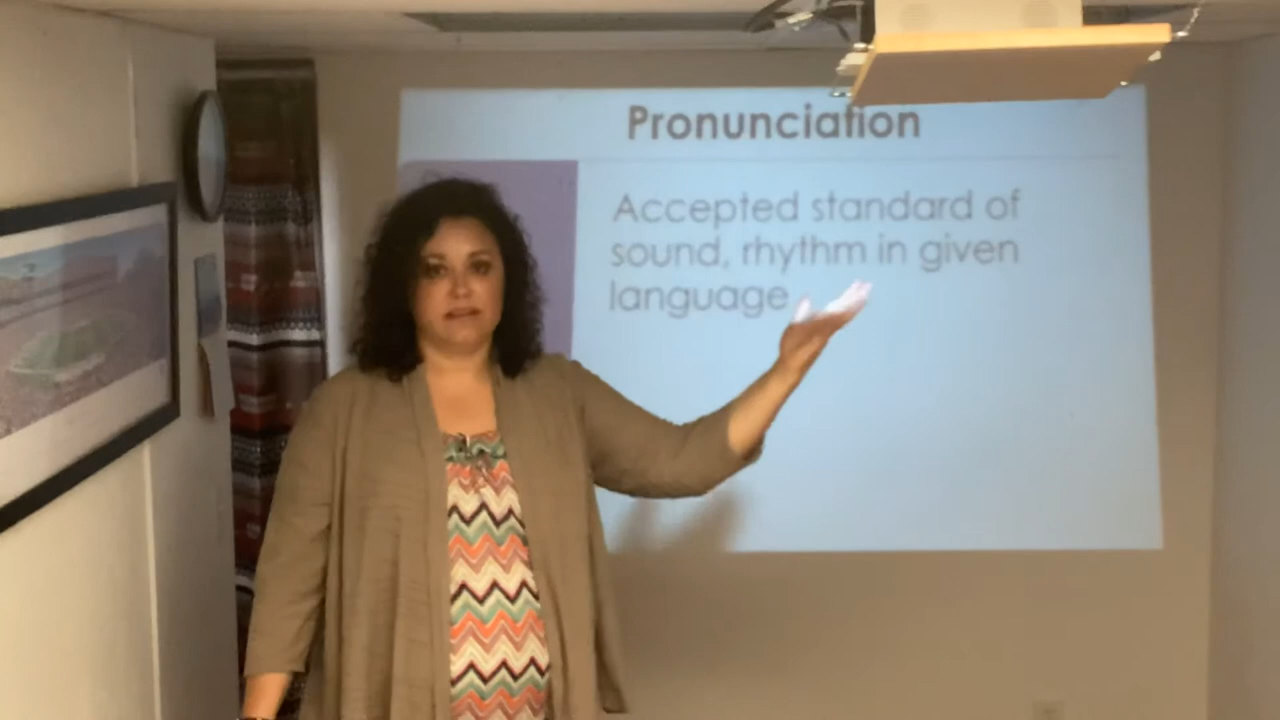 Pronunciation
Accepted standard of
sound, rhythm in given
language